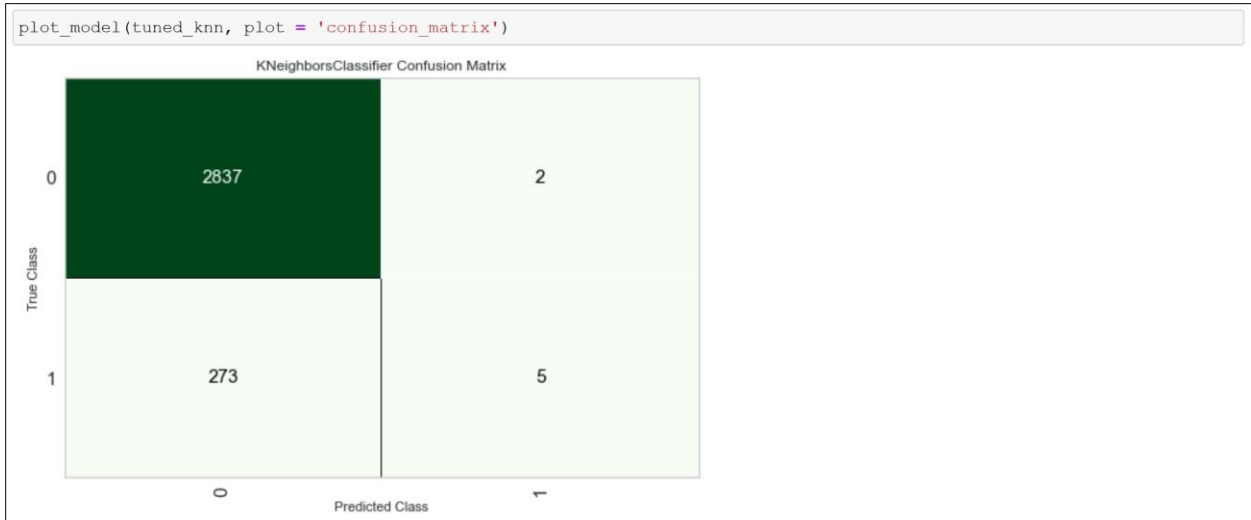 plot_model(tuned_knn, plot = 'confusion_matrix')
KNeighborsClassifier Confusion Matrix
True Class
0
2837
2
1
273
5
0
1
Predicted Class